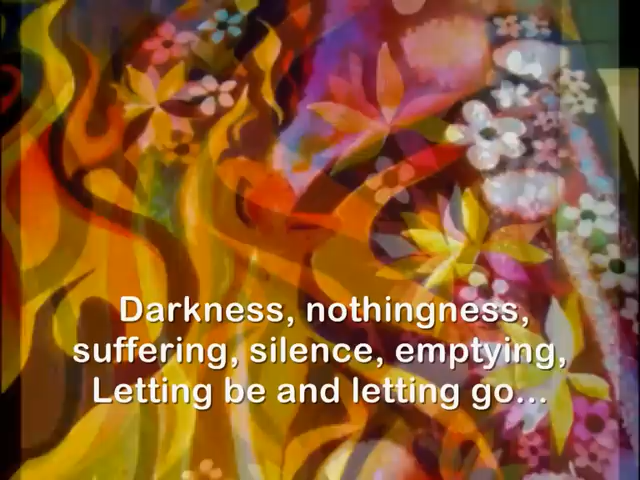 Darkness, nothingness,
suffering, silence, emptying,
Letting be and letting go...